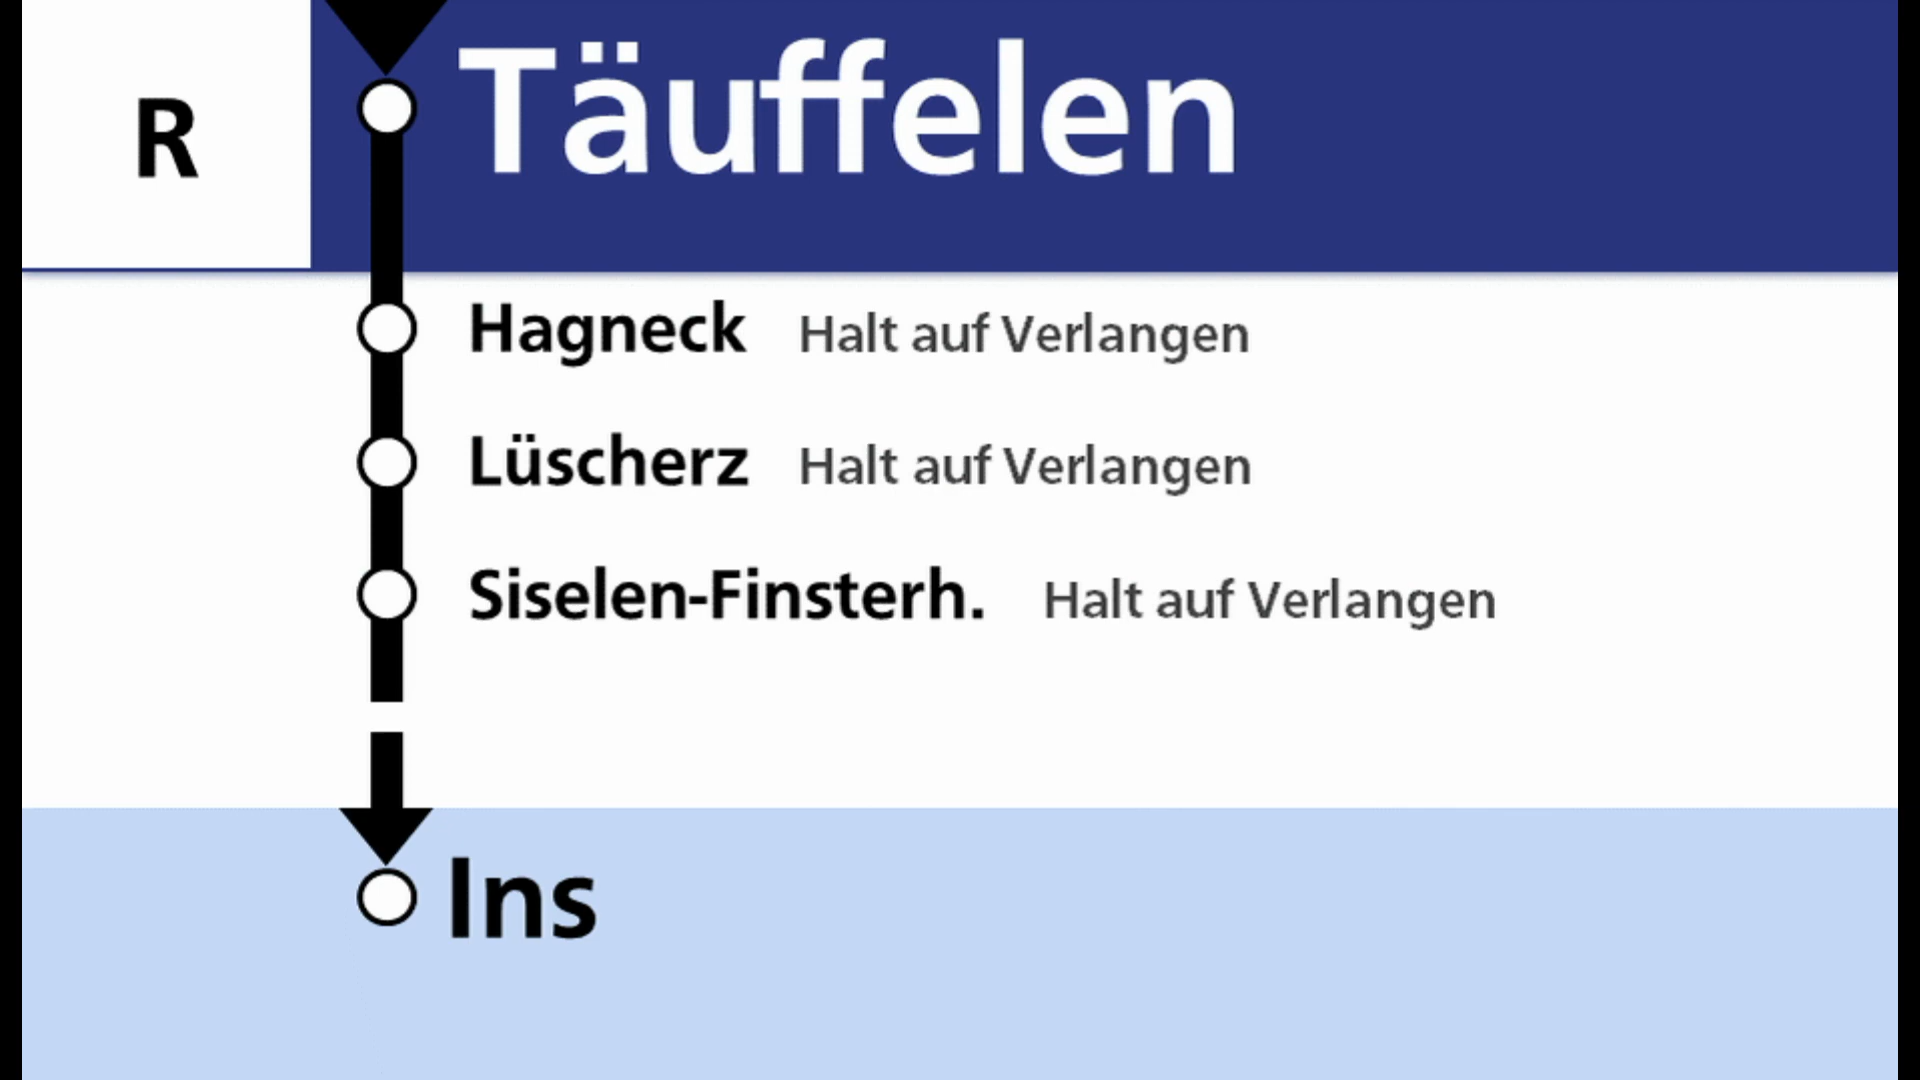 R
Täuffelen
Hagneck Halt auf Verlangen
Lüscherz Halt auf Verlangen
Siselen-Finsterh. Halt auf Verlangen
Ins